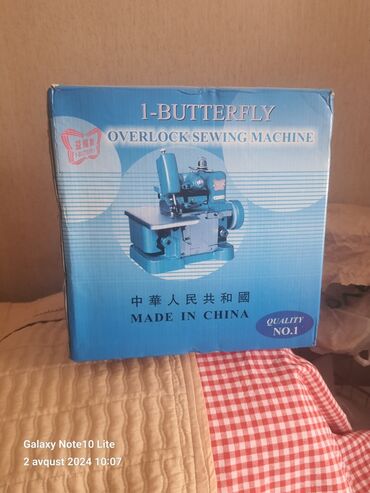 1-BUTTERFLY
OVERLOCK SEWING MACHINE
中華人民共和國
MADE IN CHINA
QUALITY
NO.1
Galaxy Note10 Lite
2 avqust 2024 10:07